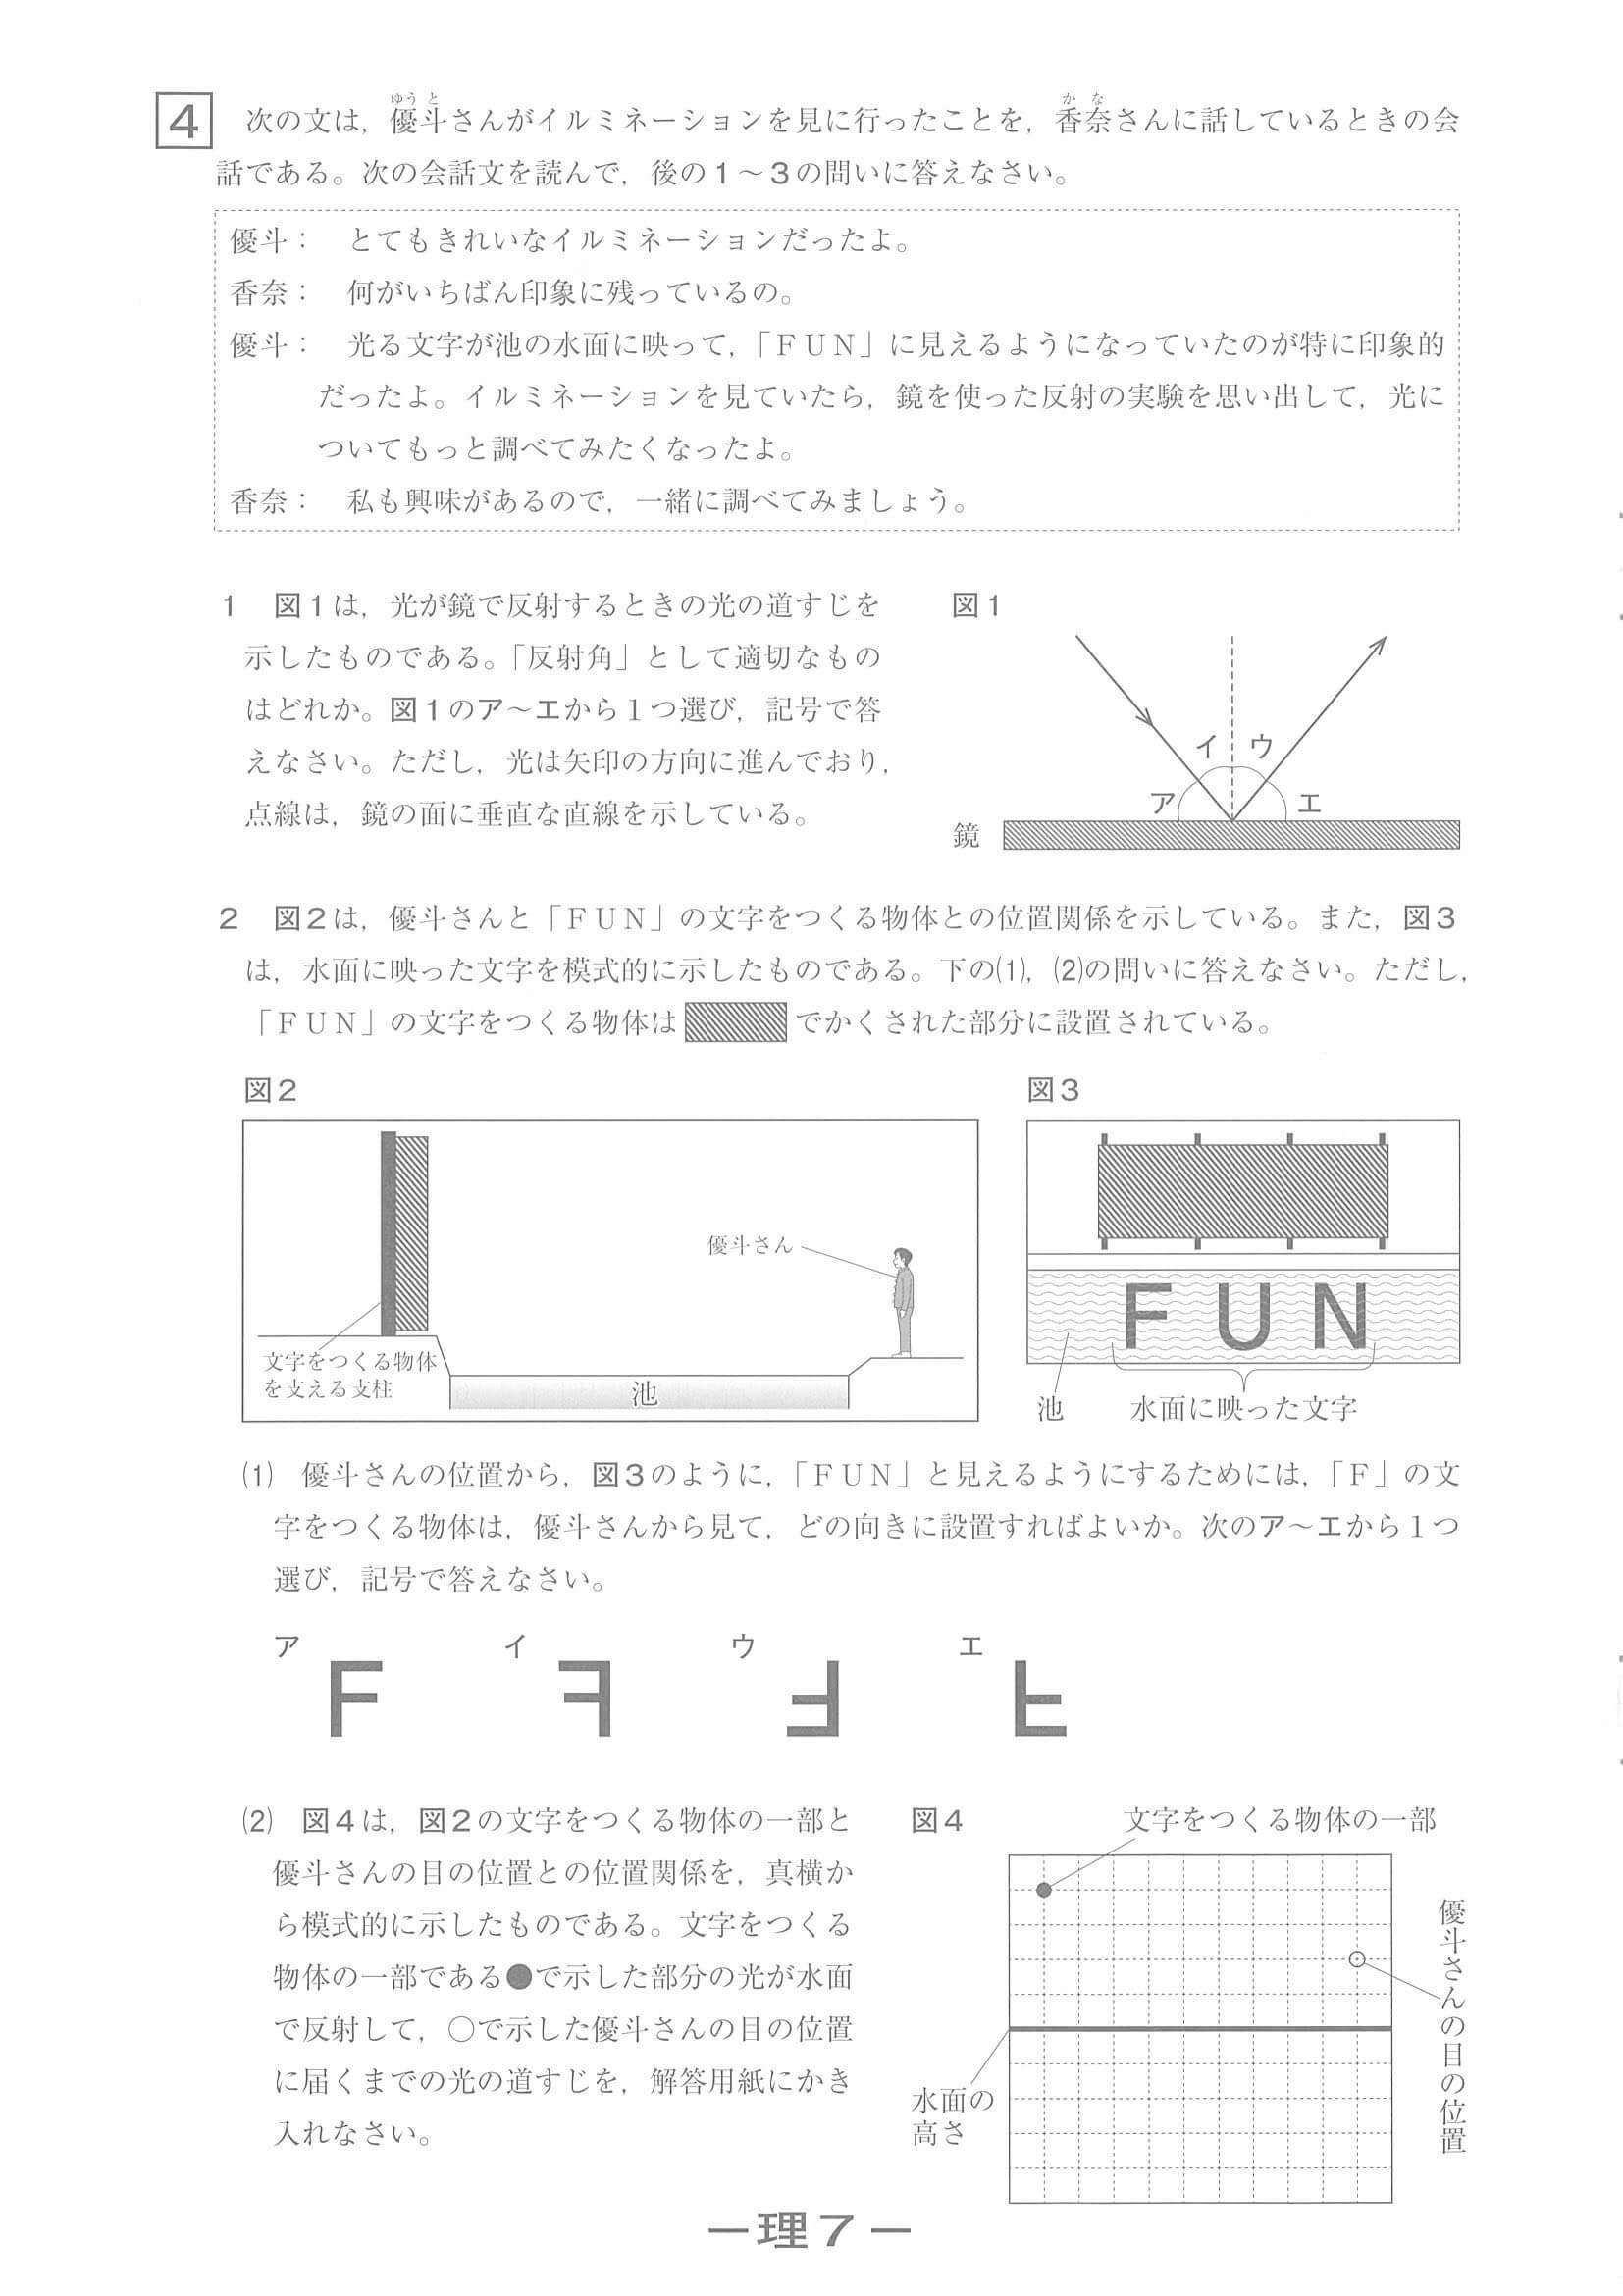 4 次の文は，優斗さんがイルミネーションを見に行ったことを，香奈さんに話しているときの会
ゆうと
かな
話である。次の会話文を読んで，後の１～３の問いに答えなさい。
優斗： とてもきれいなイルミネーションだったよ。
香奈： 何がいちばん印象に残っているの。
優斗： 光る文字が池の水面に映って，「ＦＵＮ」に見えるようになっていたのが特に印象的
だったよ。イルミネーションを見ていたら，鏡を使った反射の実験を思い出して，光に
ついてもっと調べてみたくなったよ。
香奈： 私も興味があるので，一緒に調べてみましょう。
１ 図１は，光が鏡で反射するときの光の道すじを
示したものである。「反射角」として適切なもの
はどれか。図１のア～エから１つ選び，記号で答
えなさい。ただし，光は矢印の方向に進んでおり，
点線は，鏡の面に垂直な直線を示している。
図１
イ ウ
ア エ
鏡
２ 図２は，優斗さんと「ＦＵＮ」の文字をつくる物体との位置関係を示している。また，図３
は，水面に映った文字を模式的に示したものである。下の⑴，⑵の問いに答えなさい。ただし，
「ＦＵＮ」の文字をつくる物体は でかくされた部分に設置されている。
図２
優斗さん
文字をつくる物体
を支える支柱
池
図３
ＦＵＮ
池
水面に映った文字
⑴ 優斗さんの位置から，図３のように，「ＦＵＮ」と見えるようにするためには，「Ｆ」の文
字をつくる物体は，優斗さんから見て，どの向きに設置すればよいか。次のア～エから１つ
選び，記号で答えなさい。
ア イ ウ エ
F
⑵ 図４は，図２の文字をつくる物体の一部と
優斗さんの目の位置との位置関係を，真横か
ら模式的に示したものである。文字をつくる
物体の一部である●で示した部分の光が水面
で反射して，○で示した優斗さんの目の位置
に届くまでの光の道すじを，解答用紙にかき
入れなさい。
図４
文字をつくる物体の一部
優斗さんの目の位置
水面の
高さ
－理７－